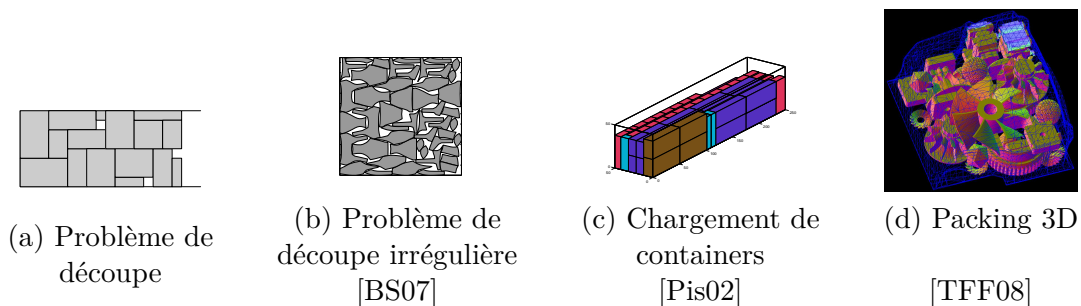 (a) Problème de
découpe
(b) Problème de
découpe irrégulière
[BS07]
(c) Chargement de
containers
[Pis02]
(d) Packing 3D
[TFF08]